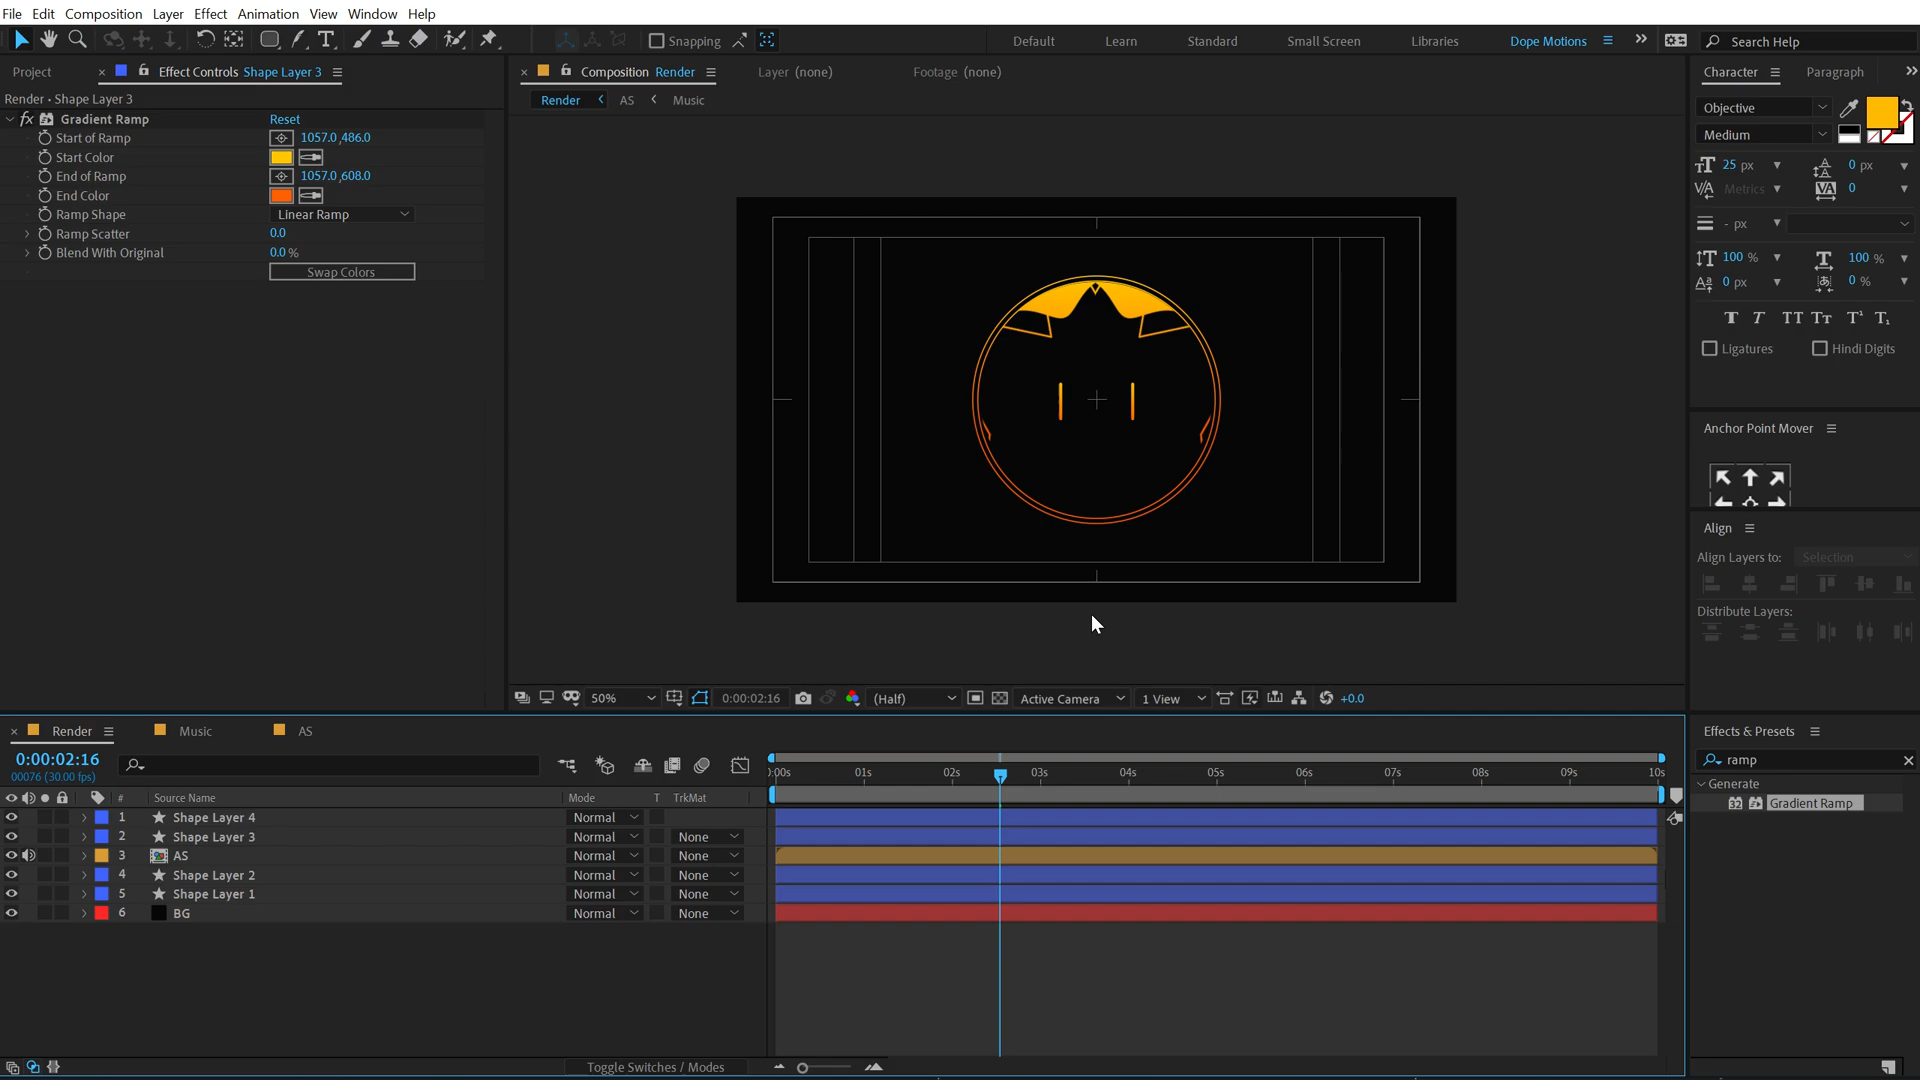 File Edit Composition Layer Effect Animation View Window Help
Snapping Default Learn Standard Small Screen Libraries Dope Motions Search Help
Project × Effect Controls Shape Layer 3
× Composition Render Layer (none) Footage (none)
Character Paragraph
Render • Shape Layer 3
Render AS Music
fx Gradient Ramp Reset
Start of Ramp 1057.0,486.0
Start Color
End of Ramp 1057.0,608.0
End Color
Ramp Shape Linear Ramp
Ramp Scatter 0.0
Blend With Original 0.0 %
Swap Colors
Objective
Medium
25 px 0 px
Metrics 0
- px
100 % 100 %
0 px 0 %
T T TT Tт T¹ T₁
Ligatures Hindi Digits
Anchor Point Mover
Align
Align Layers to: Selection
Distribute Layers:
50% 0:00:02:16 (Half) Active Camera 1 View +0.0
× Render Music AS
0:00:02:16
00076 (30.00 fps)
:00s 01s 02s 03s 04s 05s 06s 07s 08s 09s 10s
# Source Name Mode T TrkMat
1 Shape Layer 4 Normal
2 Shape Layer 3 Normal None
3 AS Normal None
4 Shape Layer 2 Normal None
5 Shape Layer 1 Normal None
6 BG Normal None
Toggle Switches / Modes
Effects & Presets
ramp ×
Generate
32 Gradient Ramp